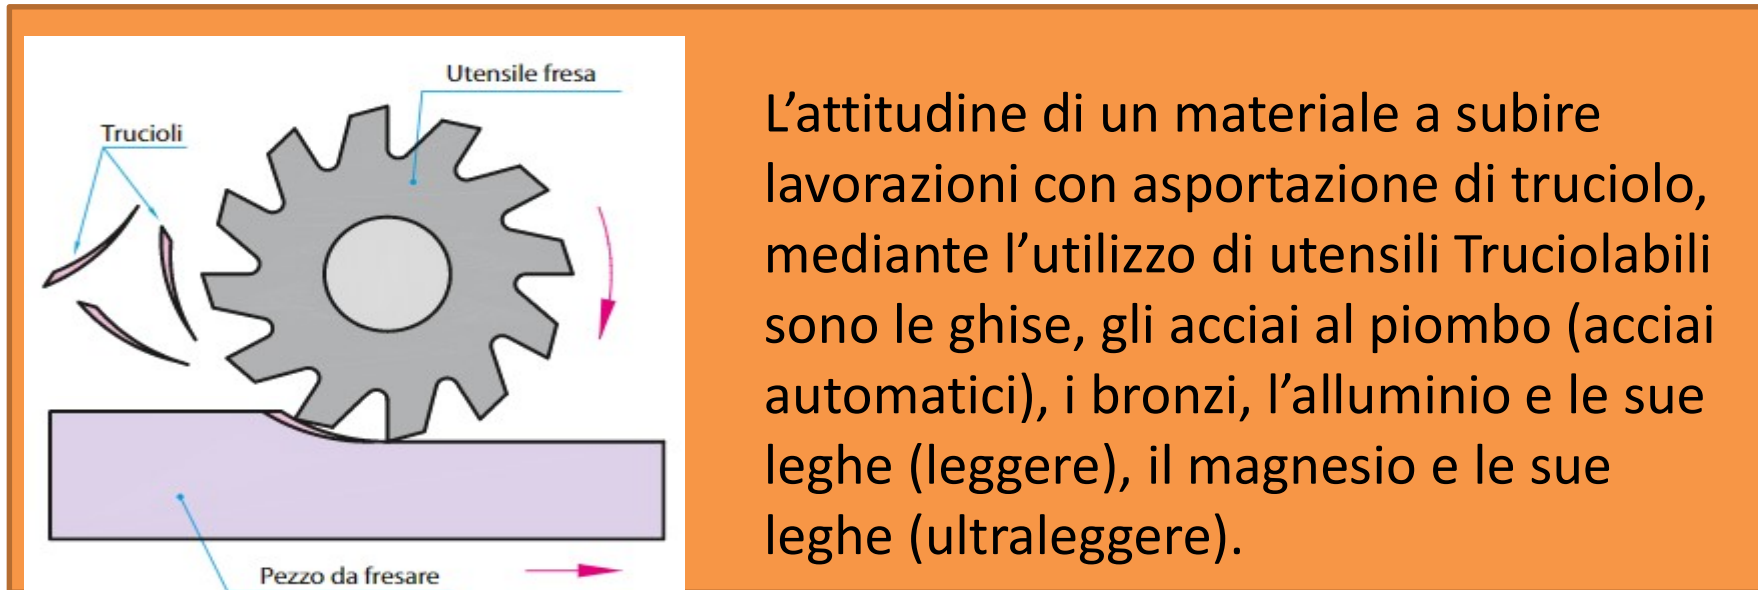 Utensile fresa
Trucioli
Pezzo da fresare
L’attitudine di un materiale a subire
lavorazioni con asportazione di truciolo,
mediante l’utilizzo di utensili Truciolabili
sono le ghise, gli acciai al piombo (acciai
automatici), i bronzi, l’alluminio e le sue
leghe (leggere), il magnesio e le sue
leghe (ultraleggere).